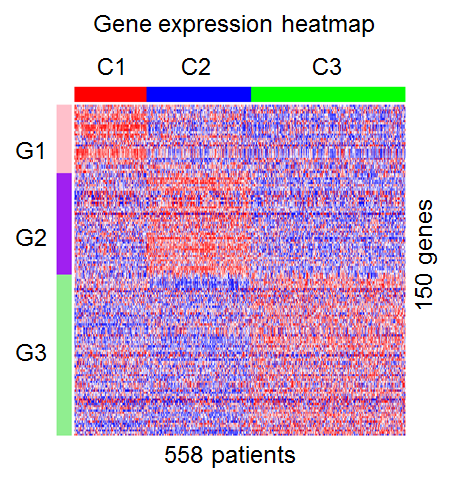 Gene expression heatmap
C1 C2 C3
G1
G2
G3
150 genes
558 patients